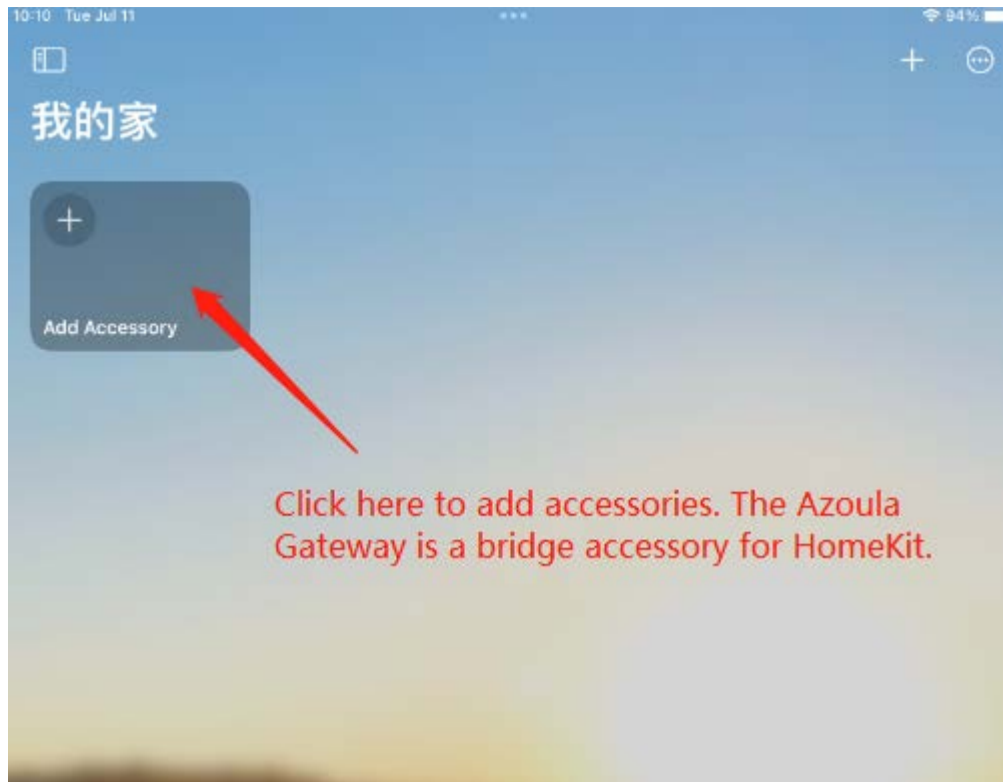 10:10 Tue Jul 11
94%
我的家
Add Accessory
Click here to add accessories. The Azoula
Gateway is a bridge accessory for HomeKit.